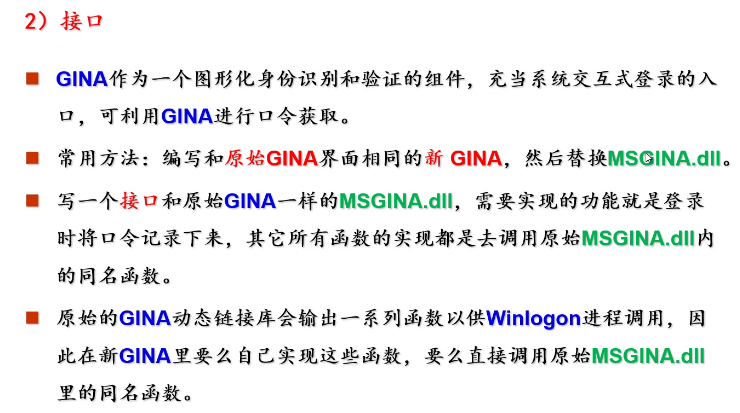 2）接口
GINA作为一个图形化身份识别和验证的组件，充当系统交互式登录的入
口，可利用GINA进行口令获取。
常用方法：编写和原始GINA界面相同的新 GINA，然后替换MSGINA.dll。
写一个接口和原始GINA一样的MSGINA.dll，需要实现的功能就是登录
时将口令记录下来，其它所有函数的实现都是去调用原始MSGINA.dll内
的同名函数。
原始的GINA动态链接库会输出一系列函数以供Winlogon进程调用，因
此在新GINA里要么自己实现这些函数，要么直接调用原始MSGINA.dll
里的同名函数。